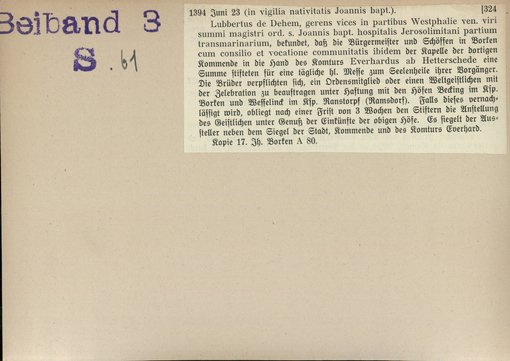 Beiband 3
S. 61
1394 Juni 23 (in vigilia nativitatis Joannis bapt.). [324
Lubbertus de Dehem, gerens vices in partibus Westphalie ven. viri
summi magistri ord. s. Joannis bapt. hospitalis Jerosolimitani partium
transmarinarium, bekundet, daß die Bürgermeister und Schöffen in Borken
cum consilio et vocatione communitatis ibidem der Kapelle der dortigen
Kommende in die Hand des Komturs Everhardus ab Hetterschede eine
Summe stifteten für eine tägliche hl. Messe zum Seelenheile ihrer Vorgänger.
Die Brüder verpflichten sich, ein Ordensmitglied oder einen Weltgeistlichen mit
der Zelebration zu beauftragen unter Haftung mit den Höfen Becking im Ksp.
Borken und Wesselinck im Ksp. Ranstorpf (Ramsdorf). Falls dieses vernach-
lässigt wird, obliegt nach einer Frist von 3 Wochen den Stiftern die Anstellung
des Geistlichen unter Genuß der Einkünfte der obigen Höfe. Es siegelt der Aus-
steller neben dem Siegel der Stadt, Kommende und des Komturs Everhard.
Kopie 17. Jh. Borken A 80.